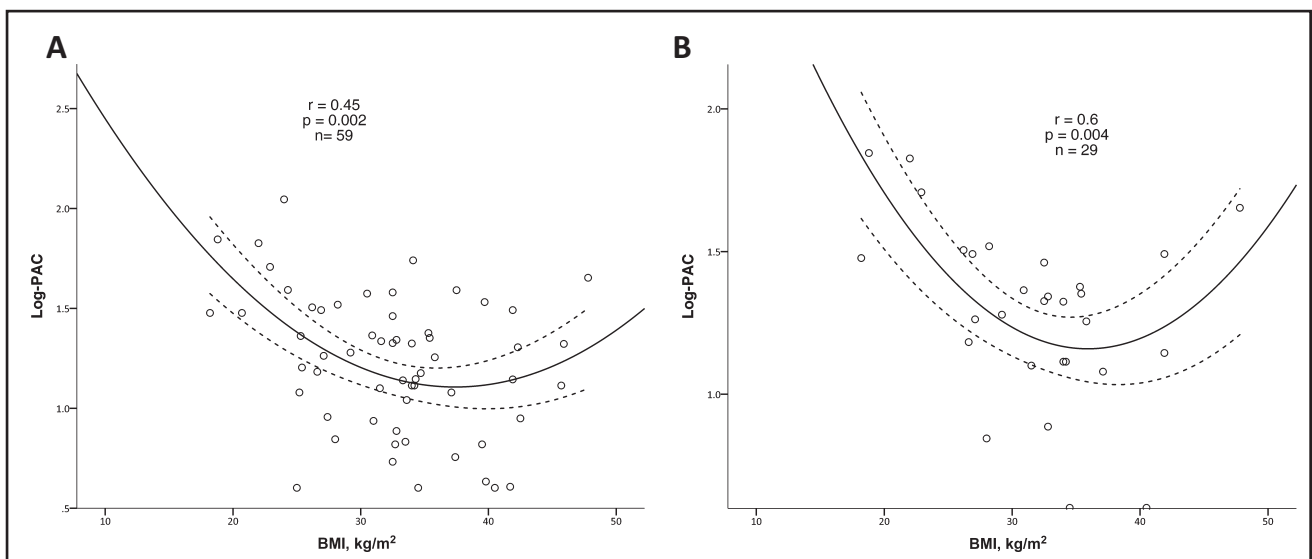 A
r = 0.45
p = 0.002
n= 59
Log-PAC
2.5
2.0
1.5
1.0
.5
10 20 30 40 50
BMI, kg/m²
B
r = 0.6
p = 0.004
n = 29
Log-PAC
2.0
1.5
1.0
10 20 30 40 50
BMI, kg/m²